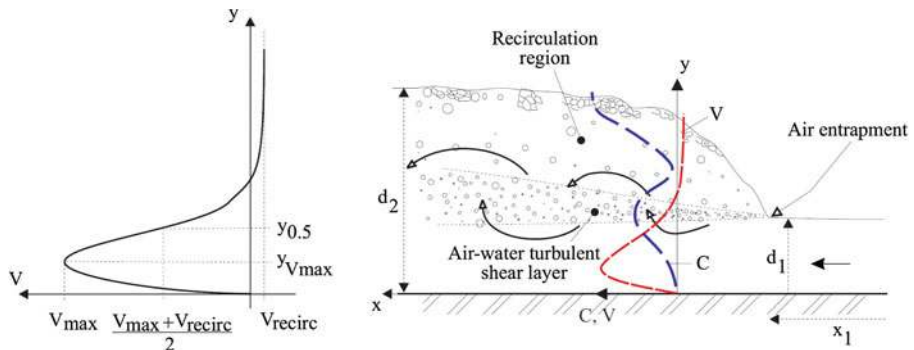 y
y0.5
yVmax
V
Vmax
Vmax + Vrecirc
2
Vrecirc
Recirculation
region
y
V
Air entrapment
d2
d1
Air-water turbulent
shear layer
C
x
C, V
x1